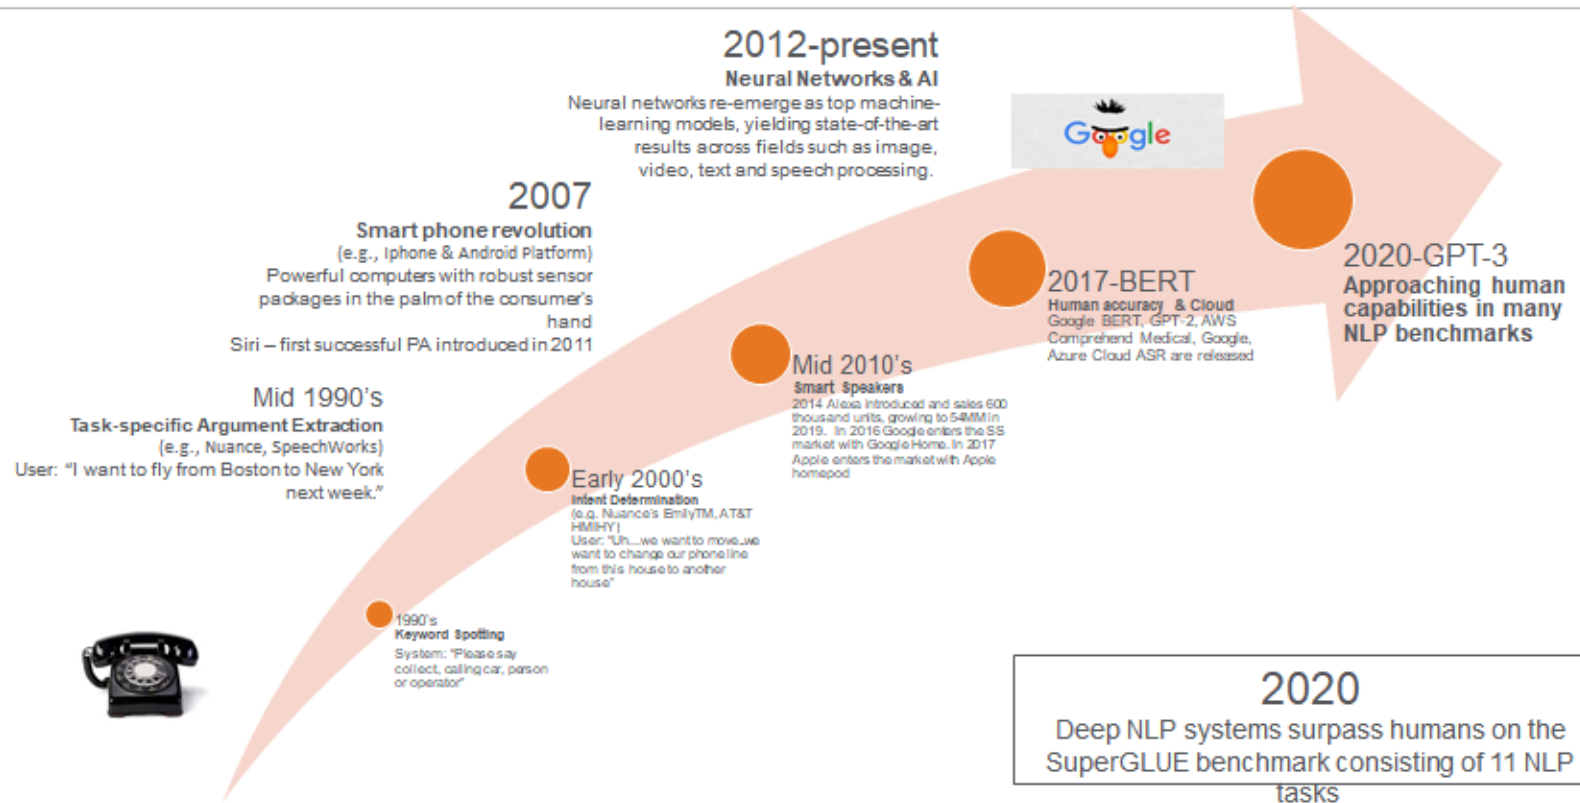 2012-present
Neural Networks & AI
Neural networks re-emerge as top machine-
learning models, yielding state-of-the-art
results across fields such as image,
video, text and speech processing.
Google
2007
Smart phone revolution
(e.g., Iphone & Android Platform)
Powerful computers with robust sensor
packages in the palm of the consumer's
hand
Siri – first successful PA introduced in 2011
2020-GPT-3
Approaching human
capabilities in many
NLP benchmarks
2017-BERT
Human accuracy & Cloud
Google BERT, GPT-2, AWS
Comprehend Medical, Google,
Azure Cloud ASR are released
Mid 2010's
Smart Speakers
2014 Alexa introduced and sales 600
thousand units, growing to 54MM in
2019. In 2016 Google enters the SS
market with Google Home. In 2017
Apple enters the market with Apple
homepod
Mid 1990's
Task-specific Argument Extraction
(e.g., Nuance, SpeechWorks)
User: “I want to fly from Boston to New York
next week.”
Early 2000's
Intent Determination
(e.g. Nuance's EmilyTM, AT&T
HMIHY)
User: “Uh....we want to move..we
want to change our phone line
from this house to another
house”
1990's
Keyword Spotting
System: “Please say
collect, calling car, person
or operator”
2020
Deep NLP systems surpass humans on the
SuperGLUE benchmark consisting of 11 NLP
tasks